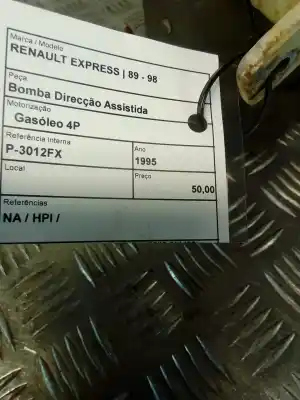 Marca / Modelo
RENAULT EXPRESS | 89 - 98
Peça
Bomba Direcção Assistida
Motorização
Gasóleo 4P
Referência Interna
P-3012FX
Ano
1995
Local
Preço
50,00
Referências
NA / HPI /